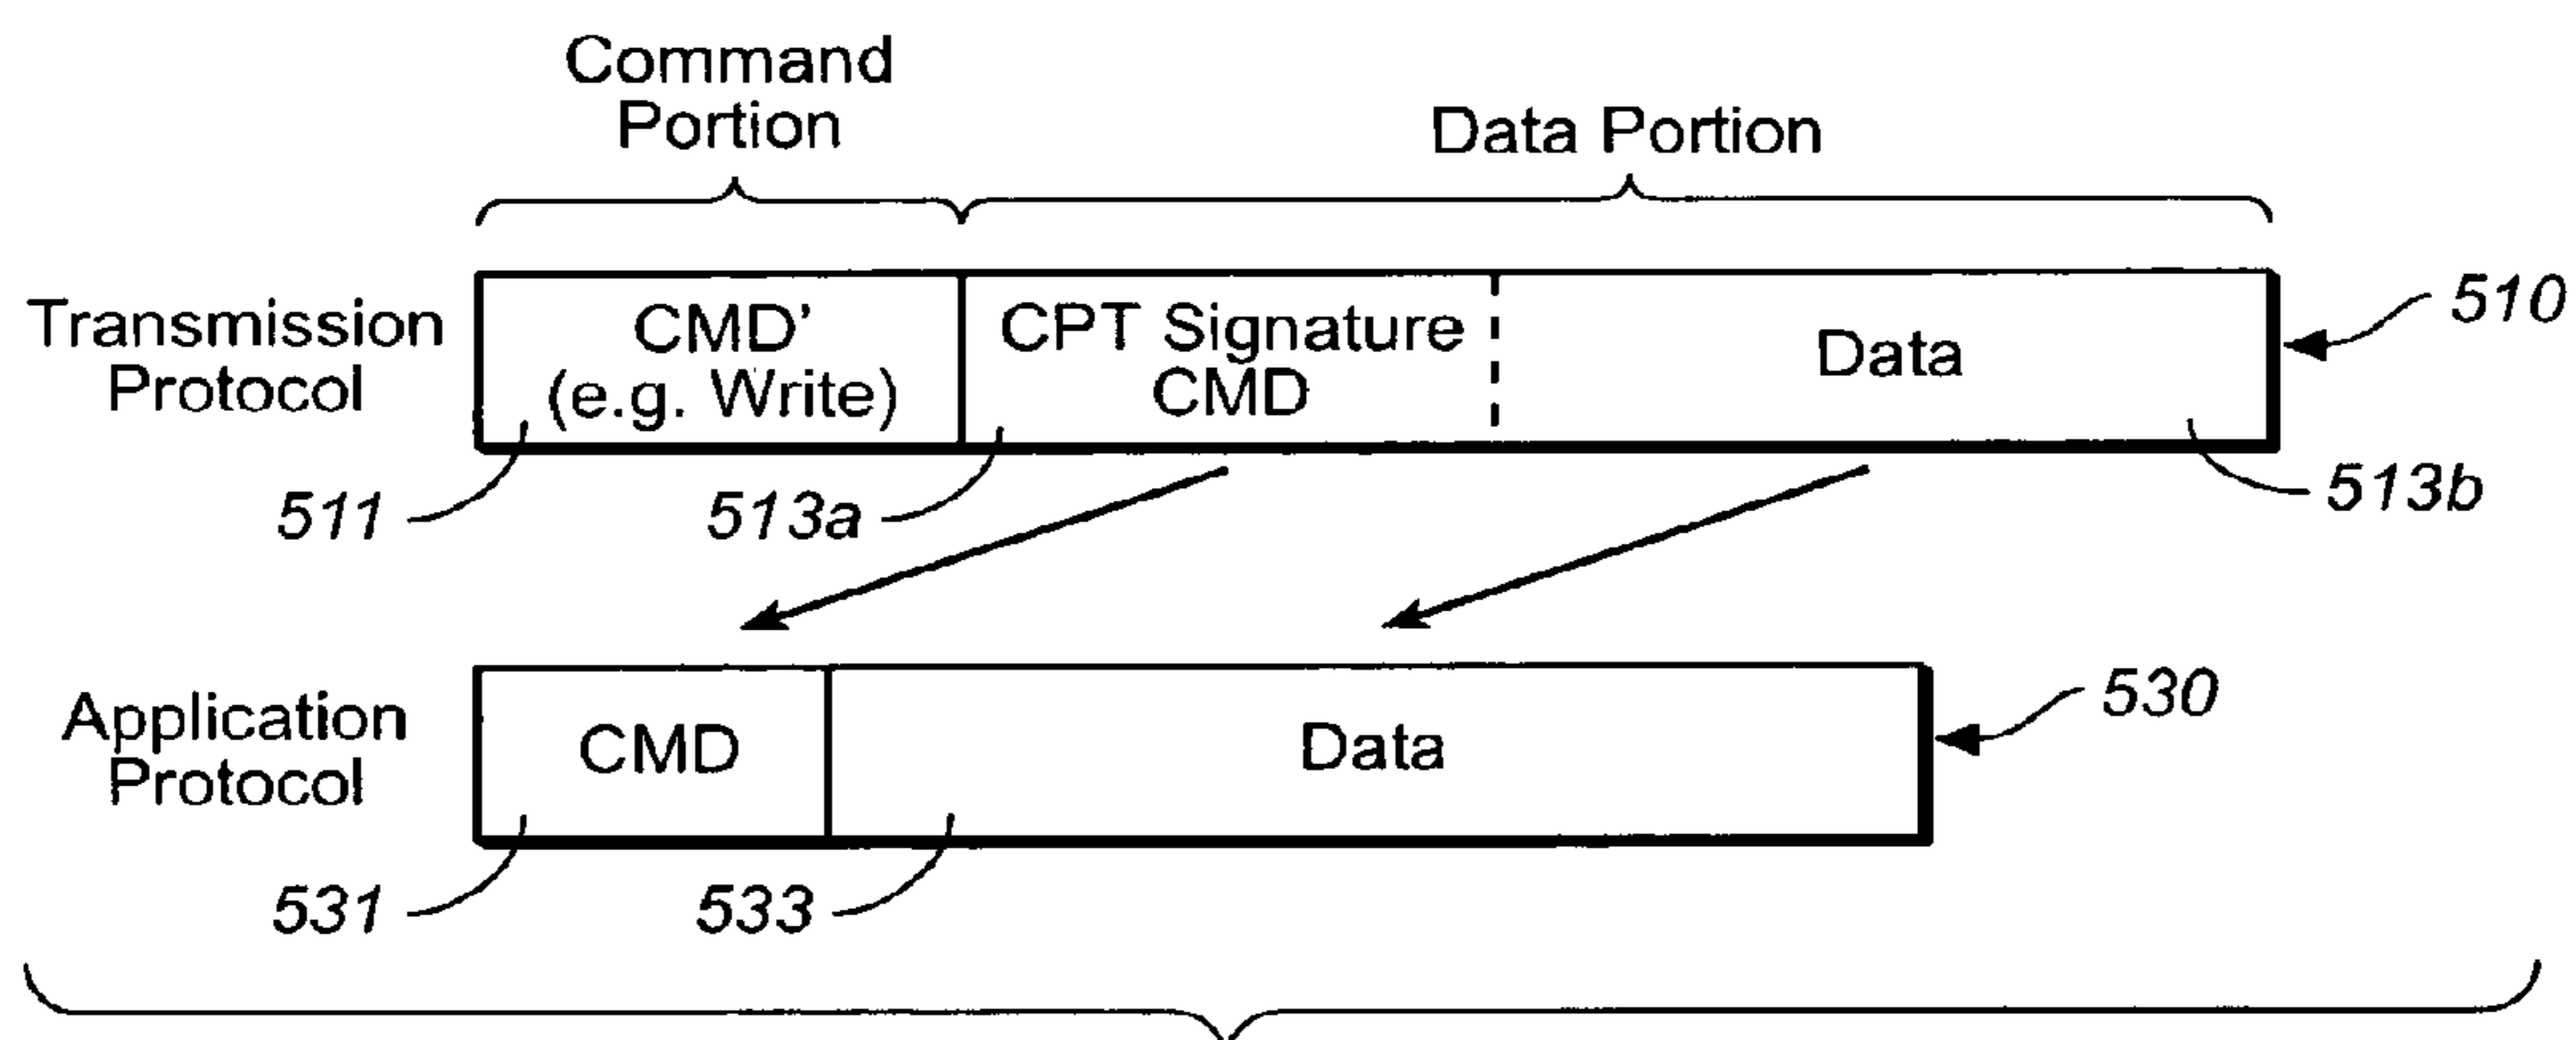 Command
Portion
Data Portion
Transmission
Protocol
CMD’
(e.g. Write)
CPT Signature
CMD
Data
510
511
513a
513b
Application
Protocol
CMD
Data
530
531
533